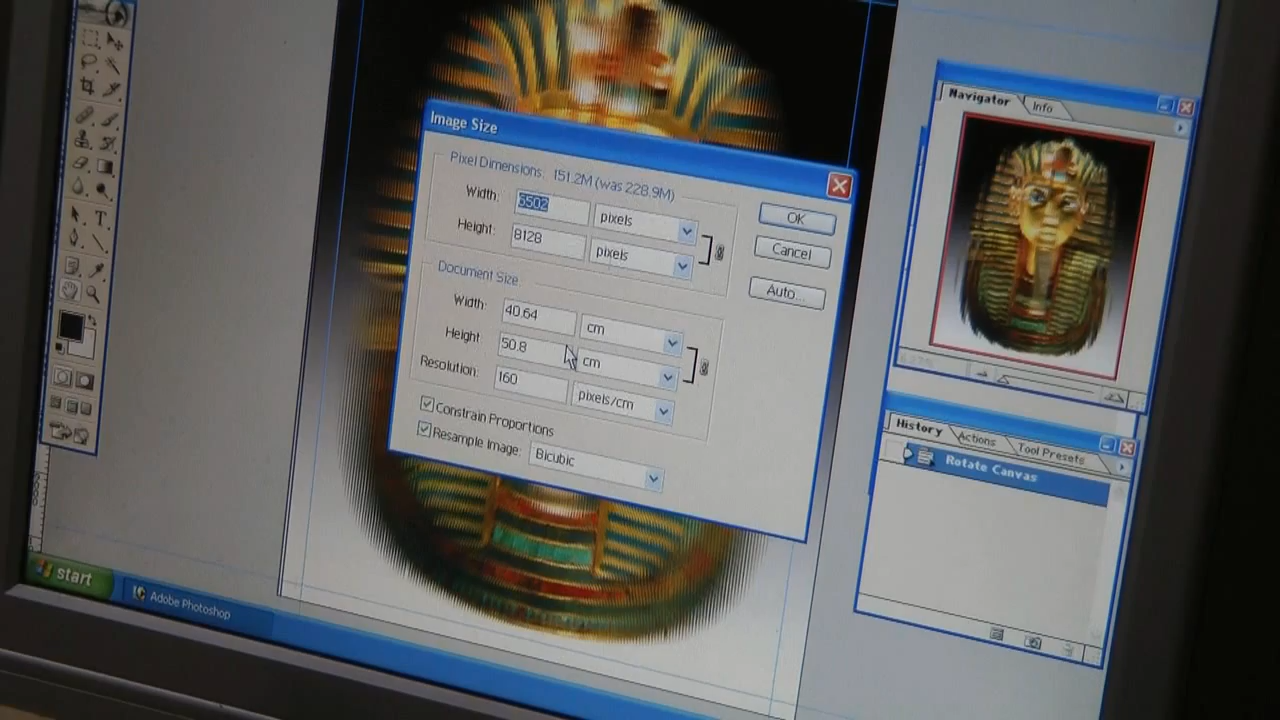 Image Size
Pixel Dimensions: 151.2M (was 228.9M)
Width: 6502 pixels
Height: 8128 pixels
Document Size
Width: 40.64 cm
Height 50.8 cm
Resolution: 160 pixels/cm
Constrain Proportions
Resample Image: Bicubic
OK
Cancel
Auto...
Navigator Info
History Actions Tool Presets
Rotate Canvas
start
Adobe Photoshop